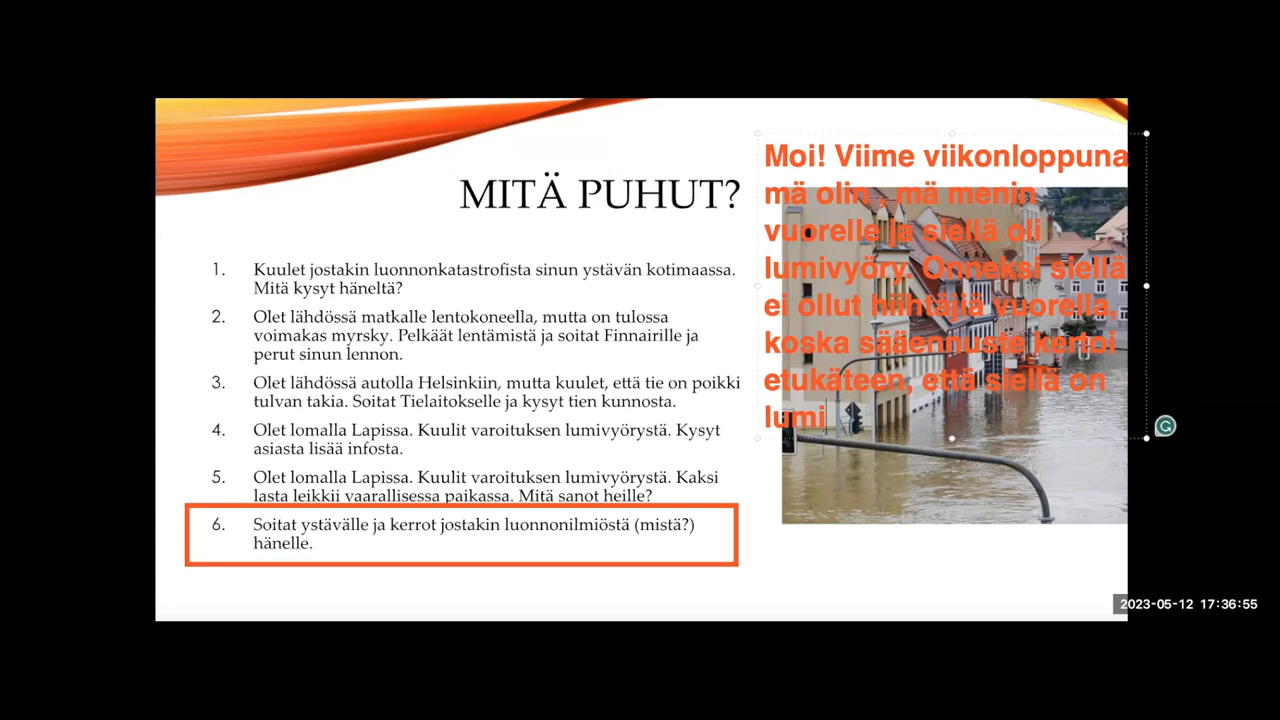 MITÄ PUHUT?
1. Kuulet jostakin luonnonkatastrofista sinun ystävän kotimaassa.
Mitä kysyt häneltä?
2. Olet lähdössä matkalle lentokoneella, mutta on tulossa
voimakas myrsky. Pelkäät lentämistä ja soitat Finnairille ja
perut sinun lennon.
3. Olet lähdössä autolla Helsinkiin, mutta kuulet, että tie on poikki
tulvan takia. Soitat Tielaitokselle ja kysyt tien kunnosta.
4. Olet lomalla Lapissa. Kuulit varoituksen lumivyörystä. Kysyt
asiasta lisää infosta.
5. Olet lomalla Lapissa. Kuulit varoituksen lumivyörystä. Kaksi
lasta leikkii vaarallisessa paikassa. Mitä sanot heille?
6. Soitat ystävälle ja kerrot jostakin luonnonilmiöstä (mistä?)
hänelle.
Moi! Viime viikonloppuna
mä olin , mä menin
vuorelle ja siellä oli
lumivyöry. Onneksi siellä
ei ollut hiihtäjiä vuorella,
koska sääennuste kertoi
etukäteen, että siellä on
lumi
2023-05-12 17:36:55